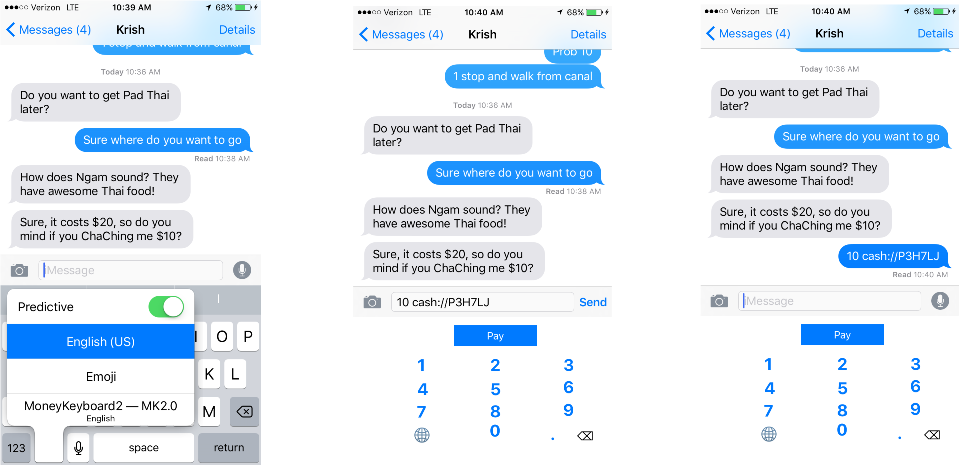 Verizon LTE 10:39 AM 68%
Messages (4) Krish Details
1 stop and walk from canal
Today 10:36 AM
Do you want to get Pad Thai
later?
Sure where do you want to go
Read 10:38 AM
How does Ngam sound? They
have awesome Thai food!
Sure, it costs $20, so do you
mind if you ChaChing me $10?
iMessage
Predictive
I
English (US)
O P
Emoji
K L
MoneyKeyboard2 — MK2.0
English
M
123 space return
Verizon LTE 10:40 AM 68%
Messages (4) Krish Details
Prob 10
1 stop and walk from canal
Today 10:36 AM
Do you want to get Pad Thai
later?
Sure where do you want to go
Read 10:38 AM
How does Ngam sound? They
have awesome Thai food!
Sure, it costs $20, so do you
mind if you ChaChing me $10?
10 cash://P3H7LJ Send
Pay
1 2 3
4 5 6
7 8 9
0 .
Verizon LTE 10:40 AM 68%
Messages (4) Krish Details
Today 10:36 AM
Do you want to get Pad Thai
later?
Sure where do you want to go
How does Ngam sound? They
have awesome Thai food!
Sure, it costs $20, so do you
mind if you ChaChing me $10?
10 cash://P3H7LJ
Read 10:40 AM
iMessage
Pay
1 2 3
4 5 6
7 8 9
0 .